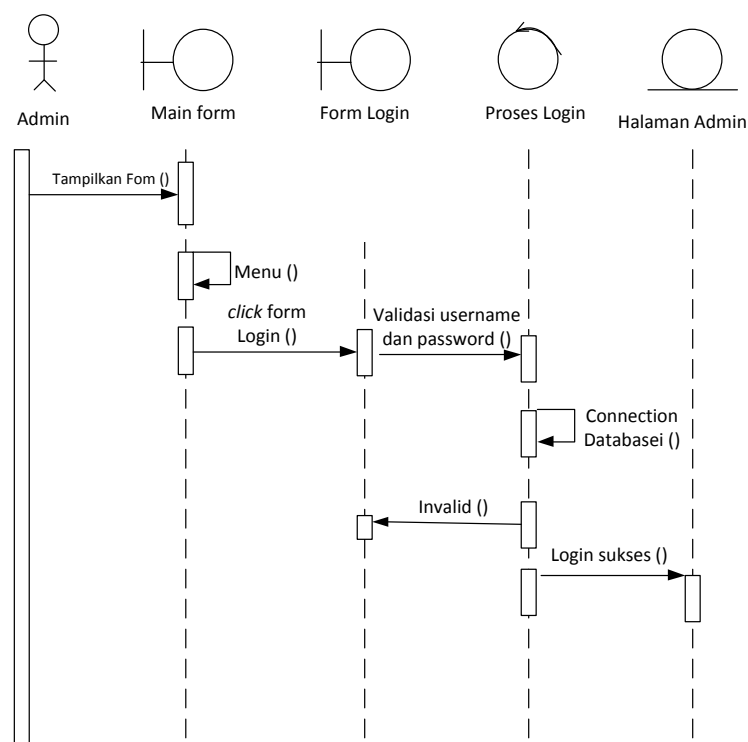 Admin
Main form
Form Login
Proses Login
Halaman Admin
Tampilkan Fom ()
Menu ()
click form
Login ()
Validasi username
dan password ()
Connection
Databasei ()
Invalid ()
Login sukses ()